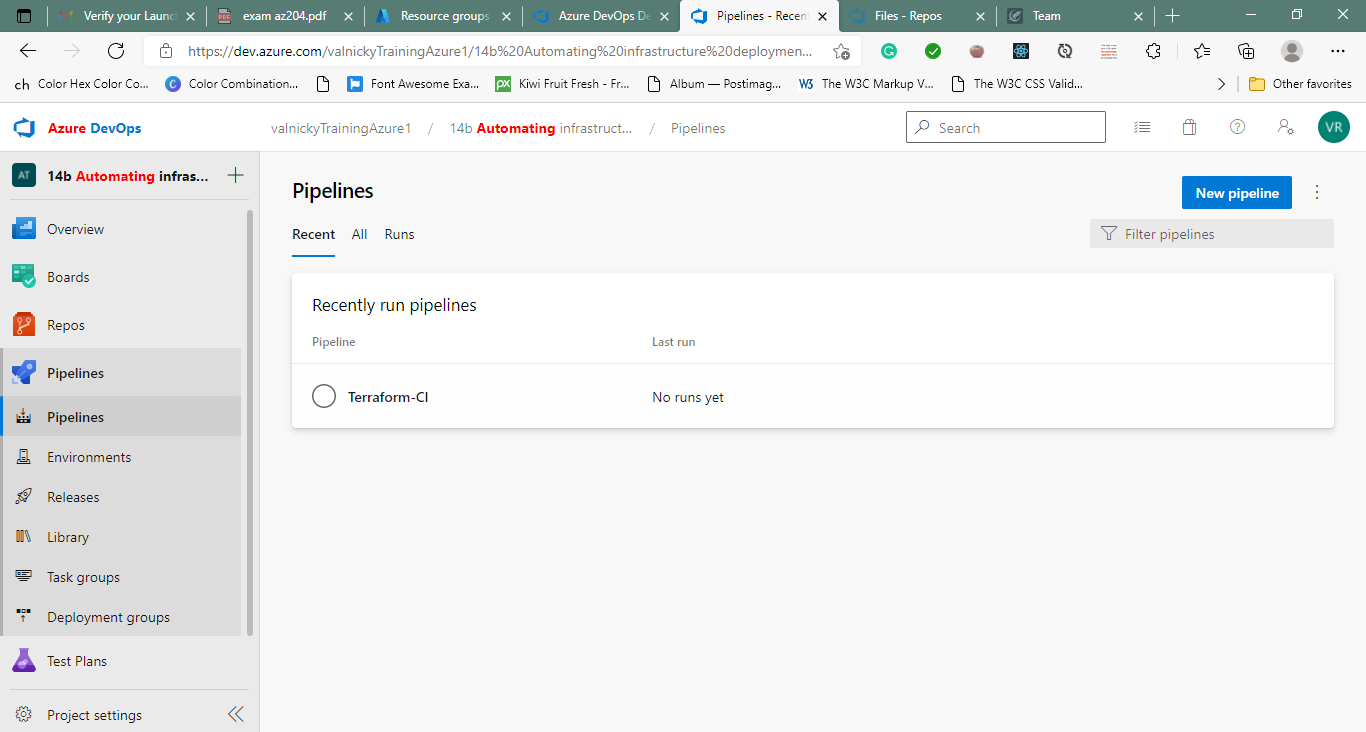 Verify your Launc
exam az204.pdf
Resource groups
Azure DevOps De
Pipelines - Recent
Files - Repos
Team
https://dev.azure.com/valnickyTrainingAzure1/14b%20Automating%20infrastructure%20deploymen...
ch Color Hex Color Co...
Color Combination...
Font Awesome Exa...
Kiwi Fruit Fresh - Fr...
Album — Postimag...
The W3C Markup V...
The W3C CSS Valid...
Other favorites
Azure DevOps
valnickyTrainingAzure1 / 14b Automating infrastruct... / Pipelines
Search
VR
AT 14b Automating infras...
Overview
Boards
Repos
Pipelines
Pipelines
Environments
Releases
Library
Task groups
Deployment groups
Test Plans
Project settings
Pipelines
New pipeline
Recent All Runs
Filter pipelines
Recently run pipelines
Pipeline Last run
Terraform-CI No runs yet